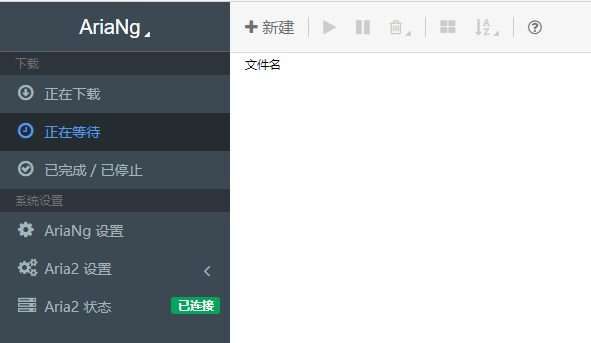 AriaNg
新建
下载
文件名
正在下载
正在等待
已完成 / 已停止
系统设置
AriaNg 设置
Aria2 设置
Aria2 状态 已连接